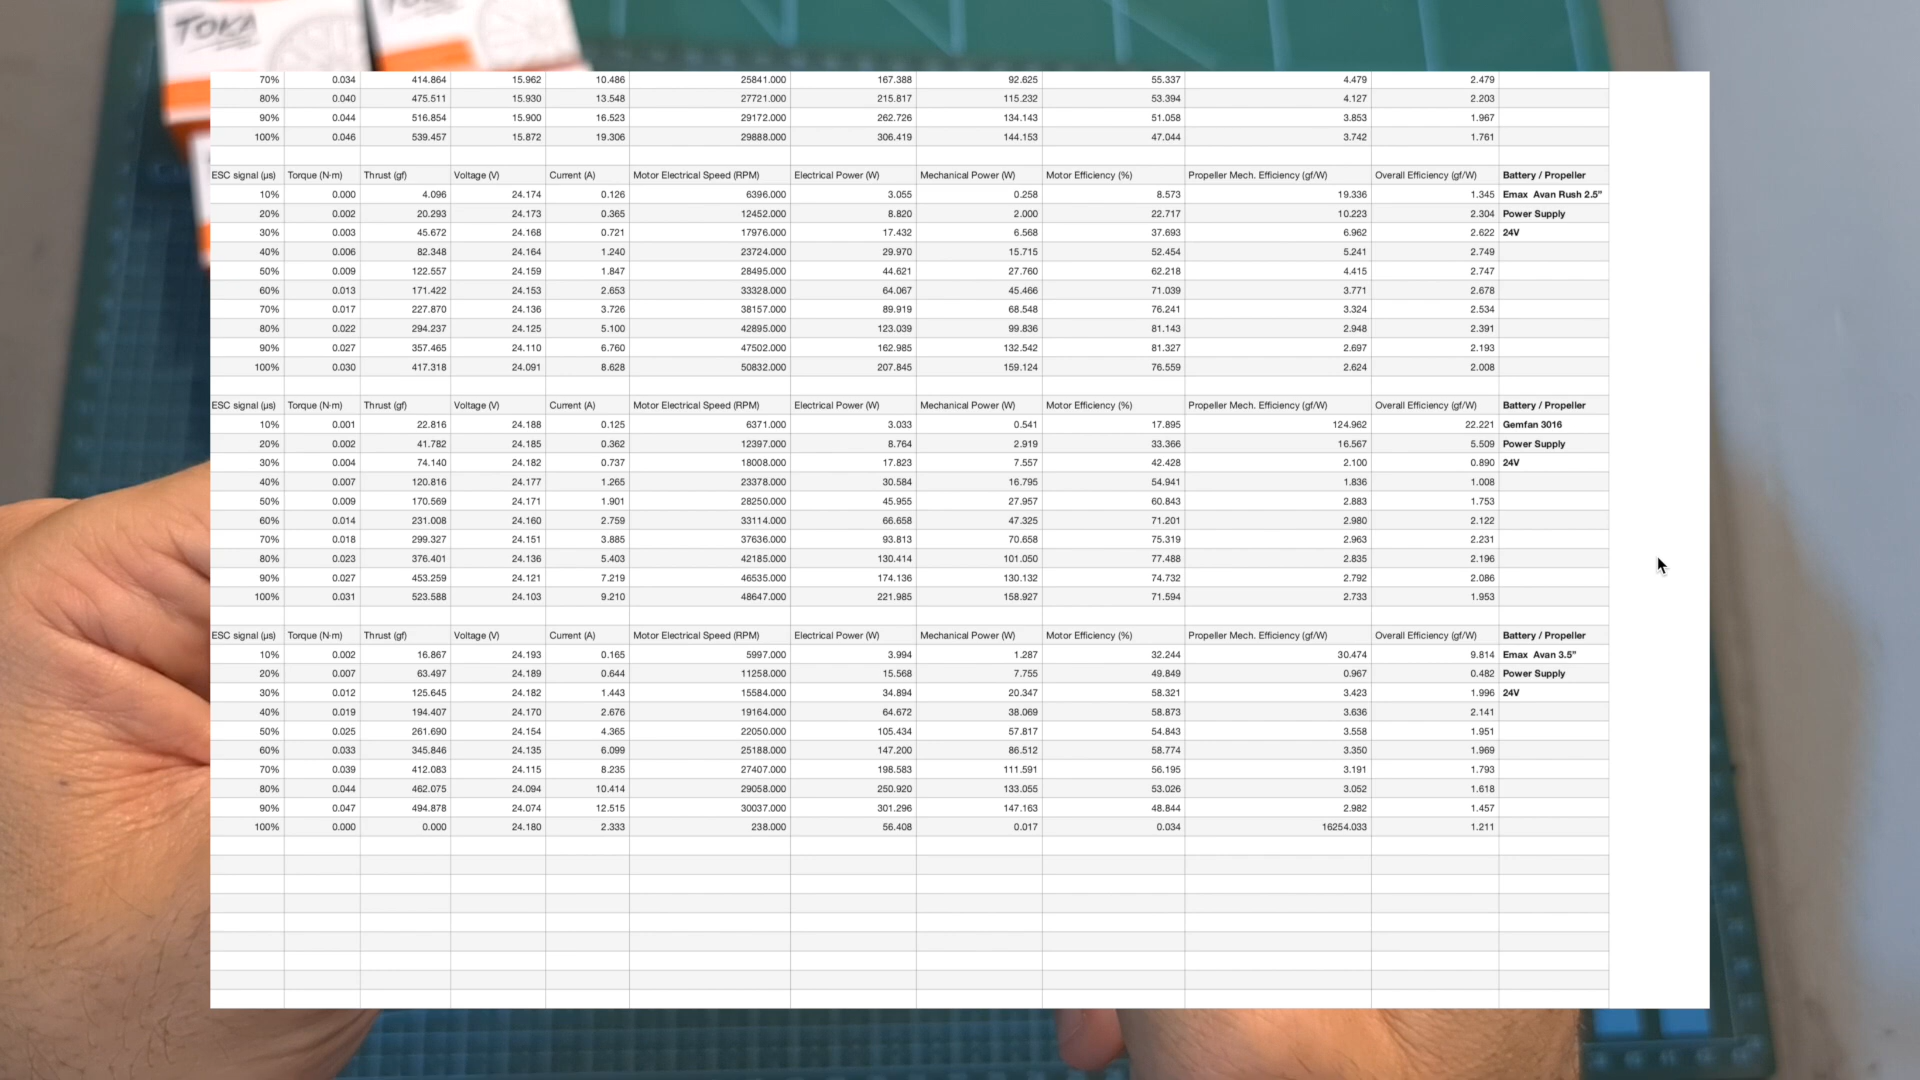 TOKA
70% 0.034 414.864 15.962 10.486 25841.000 167.388 92.625 55.337 4.479 2.479
80% 0.040 475.511 15.930 13.548 27721.000 215.817 115.232 53.394 4.127 2.203
90% 0.044 516.854 15.900 16.523 29172.000 262.726 134.143 51.058 3.853 1.967
100% 0.046 539.457 15.872 19.306 29888.000 306.419 144.153 47.044 3.742 1.761
ESC signal (µs) Torque (N·m) Thrust (gf) Voltage (V) Current (A) Motor Electrical Speed (RPM) Electrical Power (W) Mechanical Power (W) Motor Efficiency (%) Propeller Mech. Efficiency (gf/W) Overall Efficiency (gf/W) Battery / Propeller
10% 0.000 4.096 24.174 0.126 6396.000 3.055 0.258 8.573 19.336 1.345 Emax Avan Rush 2.5"
20% 0.002 20.293 24.173 0.365 12452.000 8.820 2.000 22.717 10.223 2.304 Power Supply
30% 0.003 45.672 24.168 0.721 17976.000 17.432 6.568 37.693 6.962 2.622 24V
40% 0.006 82.348 24.164 1.240 23724.000 29.970 15.715 52.454 5.241 2.749
50% 0.009 122.557 24.159 1.847 28495.000 44.621 27.760 62.218 4.415 2.747
60% 0.013 171.422 24.153 2.653 33328.000 64.067 45.466 71.039 3.771 2.678
70% 0.017 227.870 24.136 3.726 38157.000 89.919 68.548 76.241 3.324 2.534
80% 0.022 294.237 24.125 5.100 42895.000 123.039 99.836 81.143 2.948 2.391
90% 0.027 357.465 24.110 6.760 47502.000 162.985 132.542 81.327 2.697 2.193
100% 0.030 417.318 24.091 8.628 50832.000 207.845 159.124 76.559 2.624 2.008
ESC signal (µs) Torque (N·m) Thrust (gf) Voltage (V) Current (A) Motor Electrical Speed (RPM) Electrical Power (W) Mechanical Power (W) Motor Efficiency (%) Propeller Mech. Efficiency (gf/W) Overall Efficiency (gf/W) Battery / Propeller
10% 0.001 22.816 24.188 0.125 6371.000 3.033 0.541 17.895 124.962 22.221 Gemfan 3016
20% 0.002 41.782 24.185 0.362 12397.000 8.764 2.919 33.366 16.567 5.509 Power Supply
30% 0.004 74.140 24.182 0.737 18008.000 17.823 7.557 42.428 2.100 0.890 24V
40% 0.007 120.816 24.177 1.265 23378.000 30.584 16.795 54.941 1.836 1.008
50% 0.009 170.569 24.171 1.901 28250.000 45.955 27.957 60.843 2.883 1.753
60% 0.014 231.008 24.160 2.759 33114.000 66.658 47.325 71.201 2.980 2.122
70% 0.018 299.327 24.151 3.885 37636.000 93.813 70.658 75.319 2.963 2.231
80% 0.023 376.401 24.136 5.403 42185.000 130.414 101.050 77.488 2.835 2.196
90% 0.027 453.259 24.121 7.219 46535.000 174.136 130.132 74.732 2.792 2.086
100% 0.031 523.588 24.103 9.210 48647.000 221.985 158.927 71.594 2.733 1.953
ESC signal (µs) Torque (N·m) Thrust (gf) Voltage (V) Current (A) Motor Electrical Speed (RPM) Electrical Power (W) Mechanical Power (W) Motor Efficiency (%) Propeller Mech. Efficiency (gf/W) Overall Efficiency (gf/W) Battery / Propeller
10% 0.002 16.867 24.193 0.165 5997.000 3.994 1.287 32.244 30.474 9.814 Emax Avan 3.5"
20% 0.007 63.497 24.189 0.644 11258.000 15.568 7.755 49.849 0.967 0.482 Power Supply
30% 0.012 125.645 24.182 1.443 15584.000 34.894 20.347 58.321 3.423 1.996 24V
40% 0.019 194.407 24.170 2.676 19164.000 64.672 38.069 58.873 3.636 2.141
50% 0.025 261.690 24.154 4.365 22050.000 105.434 57.817 54.843 3.558 1.951
60% 0.033 345.846 24.135 6.099 25188.000 147.200 86.512 58.774 3.350 1.969
70% 0.039 412.083 24.115 8.235 27407.000 198.583 111.591 56.195 3.191 1.793
80% 0.044 462.075 24.094 10.414 29058.000 250.920 133.055 53.026 3.052 1.618
90% 0.047 494.878 24.074 12.515 30037.000 301.296 147.163 48.844 2.982 1.457
100% 0.000 0.000 24.180 2.333 238.000 56.408 0.017 0.034 16254.033 1.211